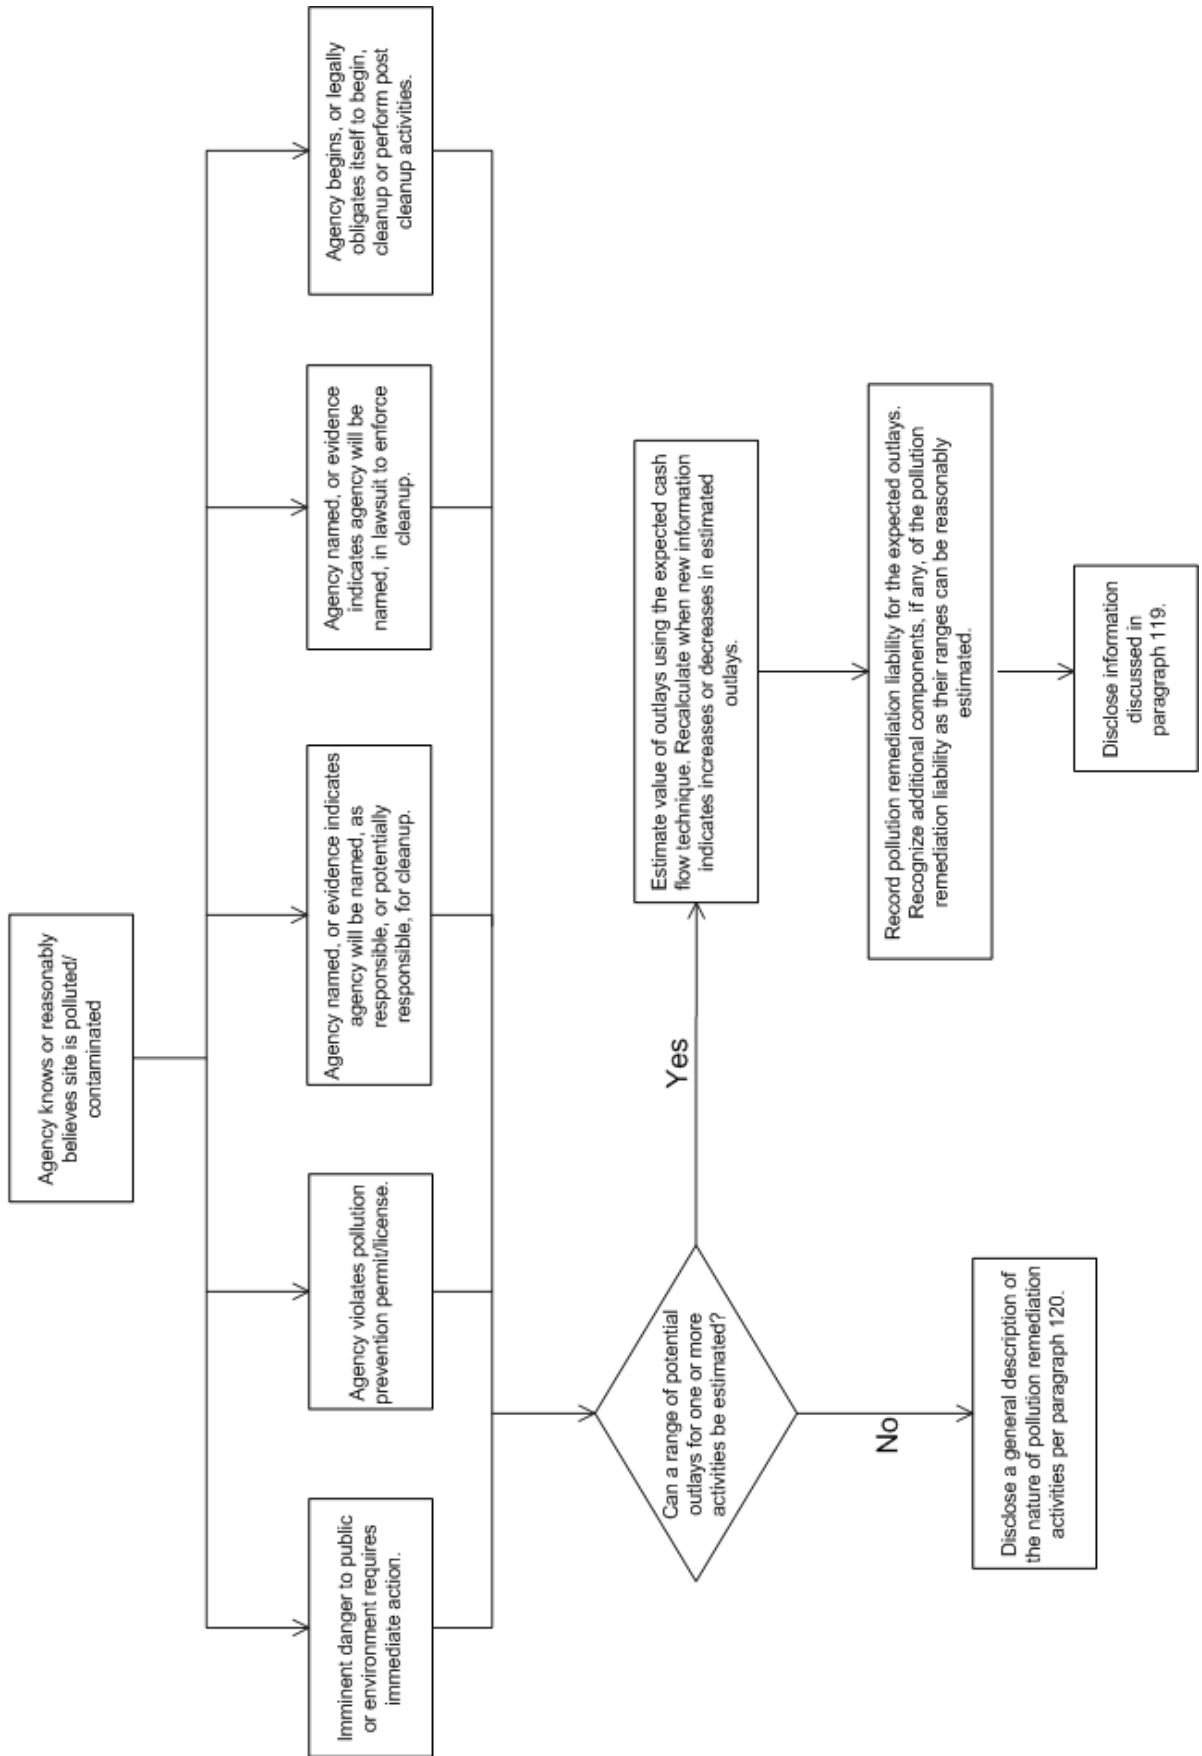 Agency knows or reasonably
believes site is polluted/
contaminated
Imminent danger to public
or environment requires
immediate action.
Agency violates pollution
prevention permit/license.
Agency named, or evidence indicates
agency will be named, as
responsible, or potentially
responsible, for cleanup.
Agency named, or evidence
indicates agency will be
named, in lawsuit to enforce
cleanup.
Agency begins, or legally
obligates itself to begin,
cleanup or perform post
cleanup activities.
Can a range of potential
outlays for one or more
activities be estimated?
Yes
Estimate value of outlays using the expected cash
flow technique. Recalculate when new information
indicates increases or decreases in estimated
outlays.
Record pollution remediation liability for the expected outlays.
Recognize additional components, if any, of the pollution
remediation liability as their ranges can be reasonably
estimated.
Disclose information
discussed in
paragraph 119.
No
Disclose a general description of
the nature of pollution remediation
activities per paragraph 120.